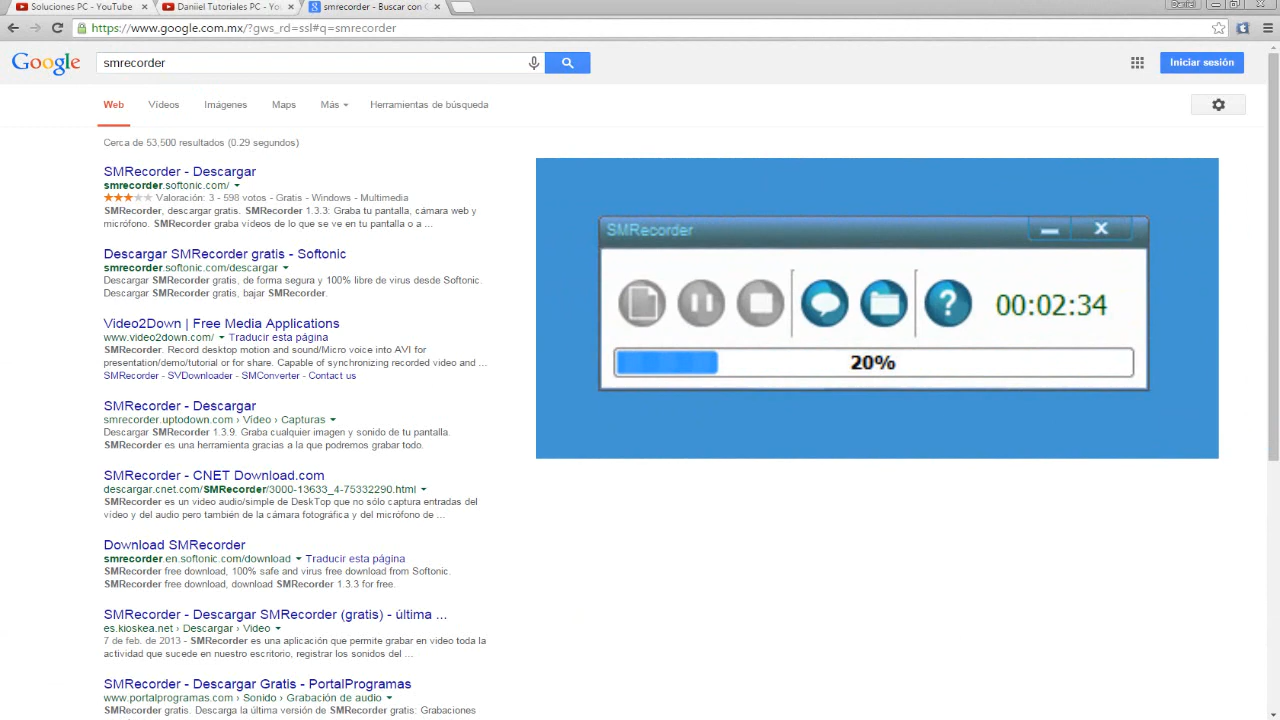 Soluciones PC - YouTube
Daniiel Tutoriales PC - Yo
smrecorder - Buscar con G
https://www.google.com.mx/?gws_rd=ssl#q=smrecorder
Google
smrecorder
Iniciar sesión
Web Vídeos Imágenes Maps Más Herramientas de búsqueda
Cerca de 53,500 resultados (0.29 segundos)
SMRecorder - Descargar
smrecorder.softonic.com/
Valoración: 3 - 598 votos - Gratis - Windows - Multimedia
SMRecorder, descargar gratis. SMRecorder 1.3.3: Graba tu pantalla, cámara web y
micrófono. SMRecorder graba vídeos de lo que se ve en tu pantalla o a ...
Descargar SMRecorder gratis - Softonic
smrecorder.softonic.com/descargar
Descargar SMRecorder gratis, de forma segura y 100% libre de virus desde Softonic.
Descargar SMRecorder gratis, bajar SMRecorder.
Video2Down | Free Media Applications
www.video2down.com/ Traducir esta página
SMRecorder. Record desktop motion and sound/Micro voice into AVI for
presentation/demo/tutorial or for share. Capable of synchronizing recorded video and ...
SMRecorder - SVDownloader - SMConverter - Contact us
SMRecorder - Descargar
smrecorder.uptodown.com › Vídeo › Capturas
Descargar SMRecorder 1.3.9. Graba cualquier imagen y sonido de tu pantalla.
SMRecorder es una herramienta gracias a la que podremos grabar todo.
SMRecorder - CNET Download.com
descargar.cnet.com/SMRecorder/3000-13633_4-75332290.html
SMRecorder es un video audio/simple de DeskTop que no sólo captura entradas del
vídeo y del audio pero también de la cámara fotográfica y del micrófono de ...
Download SMRecorder
smrecorder.en.softonic.com/download Traducir esta página
SMRecorder free download, 100% safe and virus free download from Softonic.
SMRecorder free download, download SMRecorder 1.3.3 for free.
SMRecorder - Descargar SMRecorder (gratis) - última ...
es.kioskea.net › Descargar › Video
7 de feb. de 2013 - SMRecorder es una aplicación que permite grabar en video toda la
actividad que sucede en nuestro escritorio, registrar los sonidos del ...
SMRecorder - Descargar Gratis - PortalProgramas
www.portalprogramas.com › Sonido › Grabación de audio
SMRecorder gratis. Descarga la última versión de SMRecorder gratis: Grabaciones
SMRecorder
00:02:34
20%